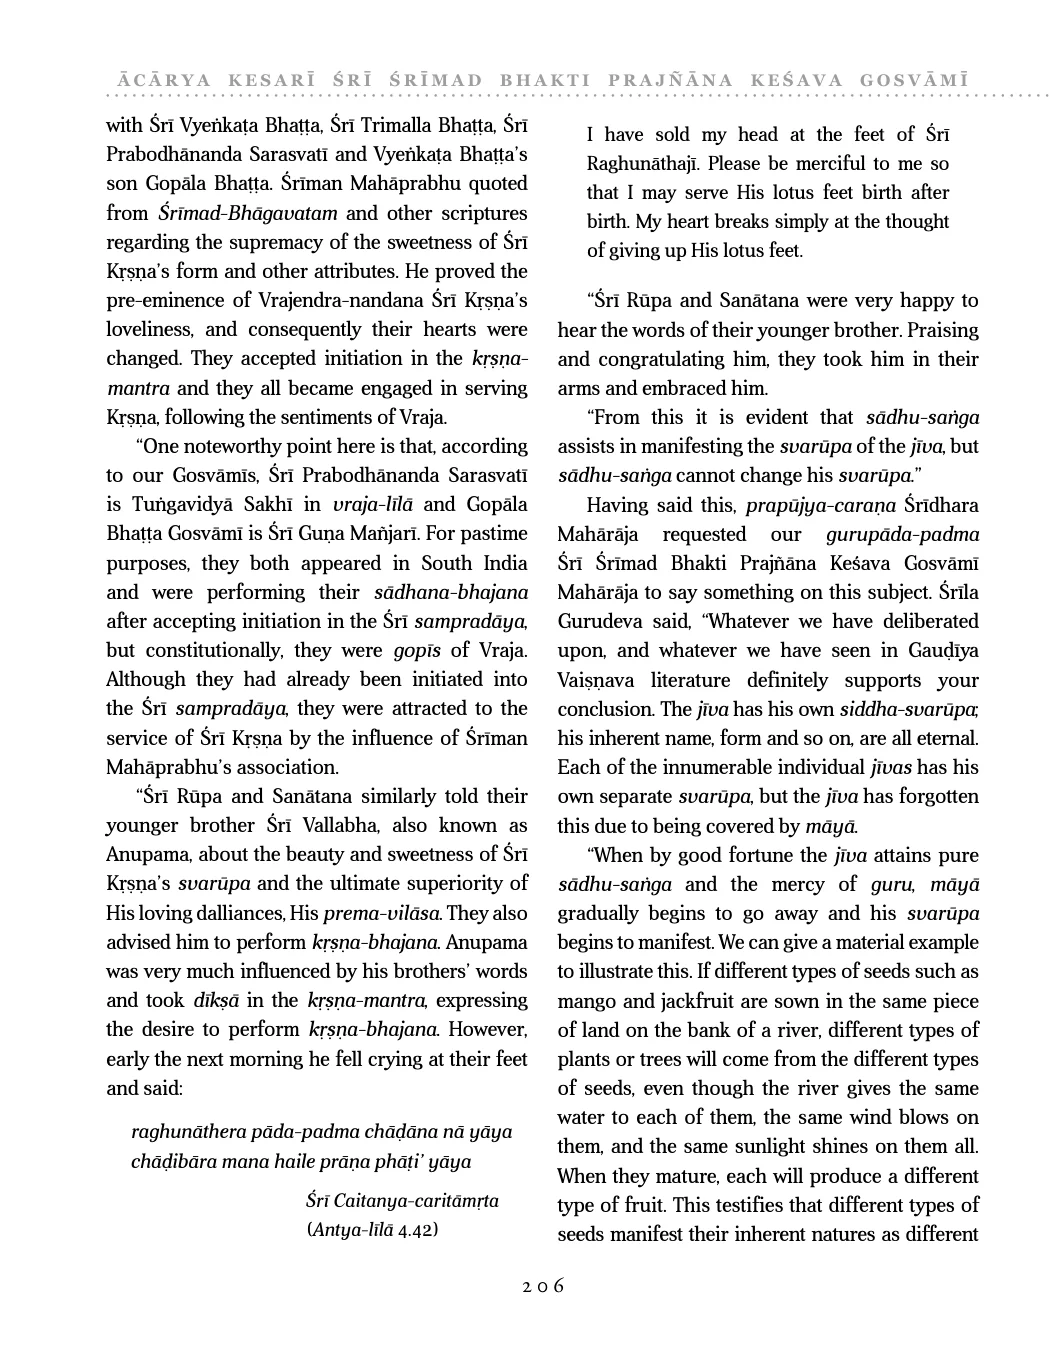 ĀCĀRYA KESARĪ ŚRĪ ŚRĪMAD BHAKTI PRAJÑĀNA KEŚAVA GOSVĀMĪ
with Śrī Vyeṅkaṭa Bhaṭṭa, Śrī Trimalla Bhaṭṭa, Śrī
Prabodhānanda Sarasvatī and Vyeṅkaṭa Bhaṭṭa’s
son Gopāla Bhaṭṭa. Śrīman Mahāprabhu quoted
from Śrīmad-Bhāgavatam and other scriptures
regarding the supremacy of the sweetness of Śrī
Kṛṣṇa’s form and other attributes. He proved the
pre-eminence of Vrajendra-nandana Śrī Kṛṣṇa’s
loveliness, and consequently their hearts were
changed. They accepted initiation in the kṛṣṇa-
mantra and they all became engaged in serving
Kṛṣṇa, following the sentiments of Vraja.
“One noteworthy point here is that, according
to our Gosvāmīs, Śrī Prabodhānanda Sarasvatī
is Tuṅgavidyā Sakhī in vraja-līlā and Gopāla
Bhaṭṭa Gosvāmī is Śrī Guṇa Mañjarī. For pastime
purposes, they both appeared in South India
and were performing their sādhana-bhajana
after accepting initiation in the Śrī sampradāya,
but constitutionally, they were gopīs of Vraja.
Although they had already been initiated into
the Śrī sampradāya, they were attracted to the
service of Śrī Kṛṣṇa by the influence of Śrīman
Mahāprabhu’s association.
“Śrī Rūpa and Sanātana similarly told their
younger brother Śrī Vallabha, also known as
Anupama, about the beauty and sweetness of Śrī
Kṛṣṇa’s svarūpa and the ultimate superiority of
His loving dalliances, His prema-vilāsa. They also
advised him to perform kṛṣṇa-bhajana. Anupama
was very much influenced by his brothers’ words
and took dīkṣā in the kṛṣṇa-mantra, expressing
the desire to perform kṛṣṇa-bhajana. However,
early the next morning he fell crying at their feet
and said:
raghunāthera pāda-padma chāḍāna nā yāya
chāḍibāra mana haile prāṇa phāṭi’ yāya
Śrī Caitanya-caritāmṛta
(Antya-līlā 4.42)
I have sold my head at the feet of Śrī
Raghunāthajī. Please be merciful to me so
that I may serve His lotus feet birth after
birth. My heart breaks simply at the thought
of giving up His lotus feet.
“Śrī Rūpa and Sanātana were very happy to
hear the words of their younger brother. Praising
and congratulating him, they took him in their
arms and embraced him.
“From this it is evident that sādhu-saṅga
assists in manifesting the svarūpa of the jīva, but
sādhu-saṅga cannot change his svarūpa.”
Having said this, prapūjya-caraṇa Śrīdhara
Mahārāja requested our gurupāda-padma
Śrī Śrīmad Bhakti Prajñāna Keśava Gosvāmī
Mahārāja to say something on this subject. Śrīla
Gurudeva said, “Whatever we have deliberated
upon, and whatever we have seen in Gauḍīya
Vaiṣṇava literature definitely supports your
conclusion. The jīva has his own siddha-svarūpa;
his inherent name, form and so on, are all eternal.
Each of the innumerable individual jīvas has his
own separate svarūpa, but the jīva has forgotten
this due to being covered by māyā.
“When by good fortune the jīva attains pure
sādhu-saṅga and the mercy of guru, māyā
gradually begins to go away and his svarūpa
begins to manifest. We can give a material example
to illustrate this. If different types of seeds such as
mango and jackfruit are sown in the same piece
of land on the bank of a river, different types of
plants or trees will come from the different types
of seeds, even though the river gives the same
water to each of them, the same wind blows on
them, and the same sunlight shines on them all.
When they mature, each will produce a different
type of fruit. This testifies that different types of
seeds manifest their inherent natures as different
206